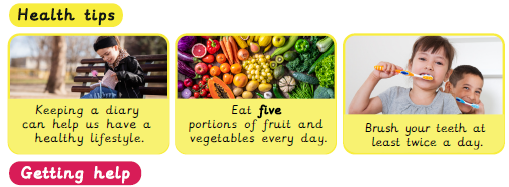 Health tips
Keeping a diary
can help us have a
healthy lifestyle.
Eat five
portions of fruit and
vegetables every day.
Brush your teeth at
least twice a day.
Getting help